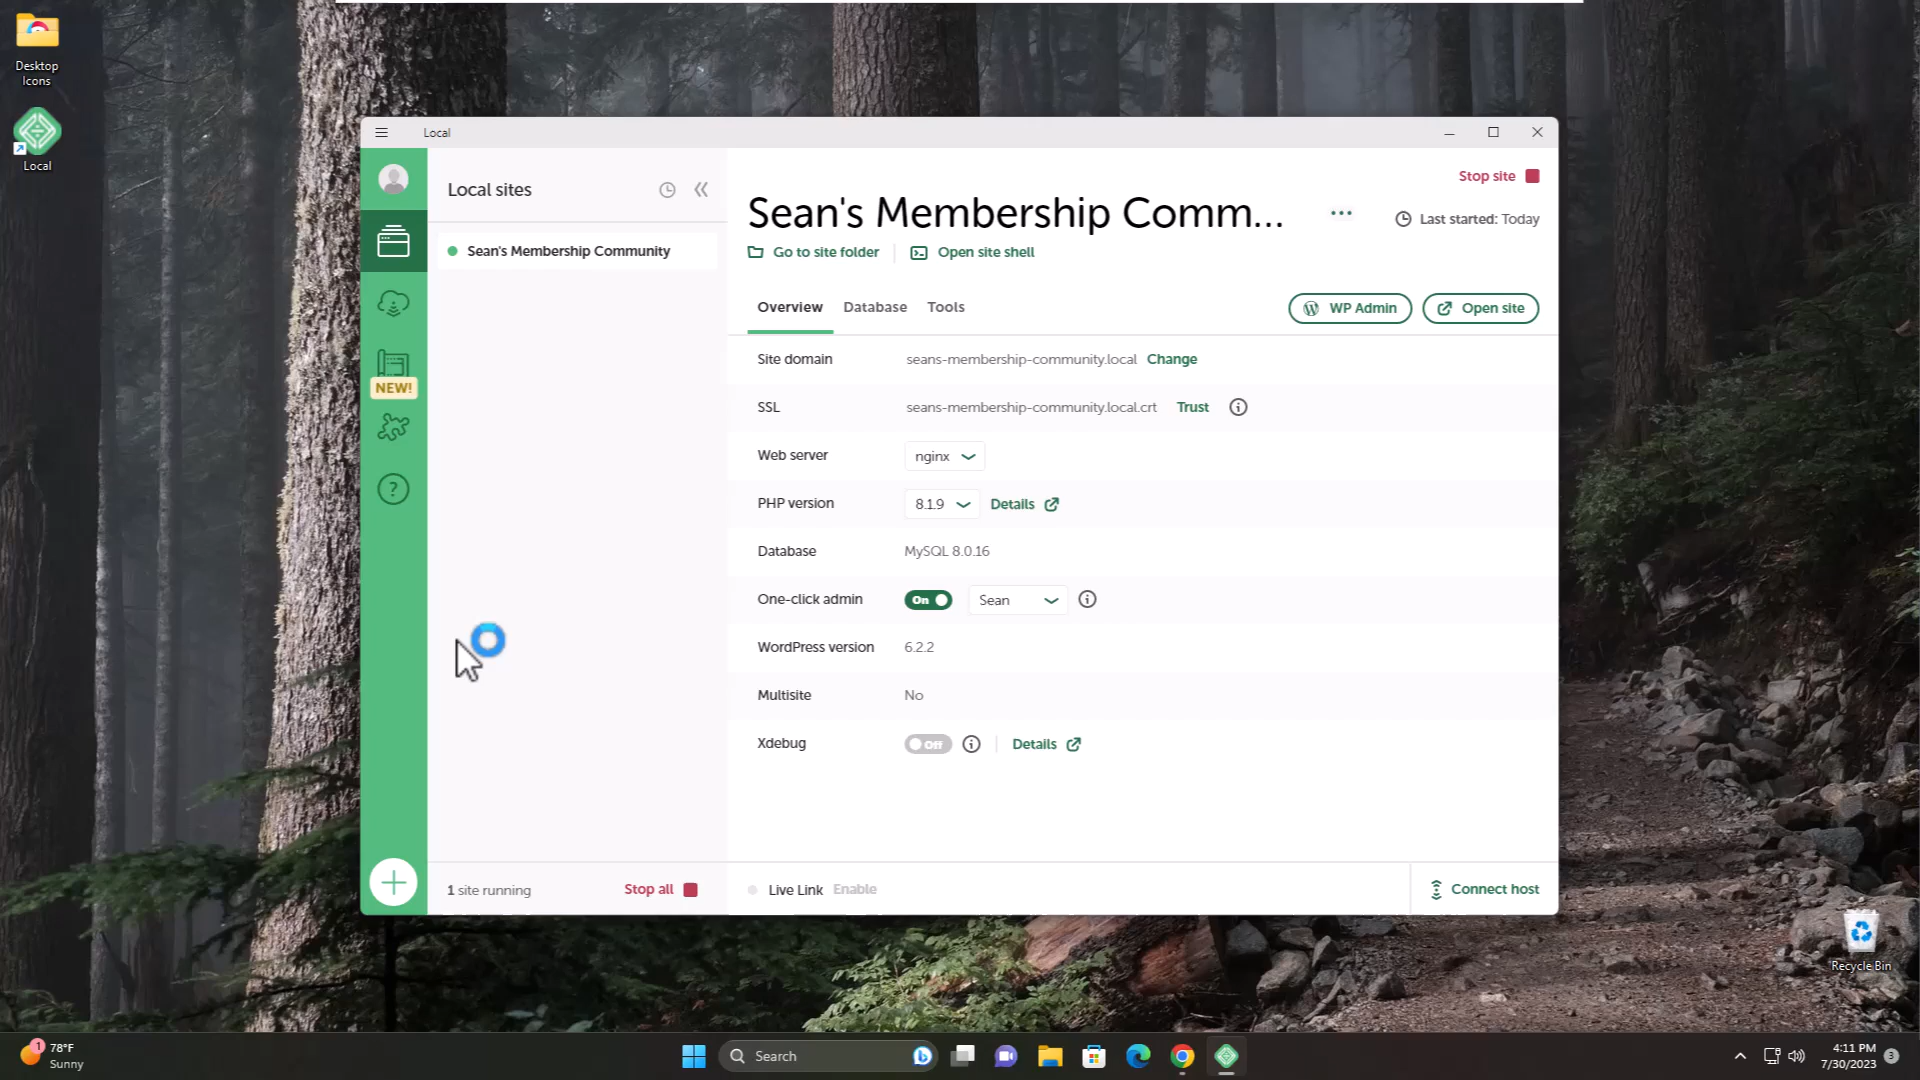 Desktop
Icons
Local
Local
Local sites
Sean's Membership Community
NEW!
?
1 site running
Stop all
Stop site
Sean's Membership Comm...
Last started: Today
Go to site folder
Open site shell
Overview
Database
Tools
WP Admin
Open site
Site domain
seans-membership-community.local
Change
SSL
seans-membership-community.local.crt
Trust
Web server
nginx
PHP version
8.1.9
Details
Database
MySQL 8.0.16
One-click admin
On
Sean
WordPress version
6.2.2
Multisite
No
Xdebug
Off
Details
Live Link
Enable
Connect host
Recycle Bin
1
78°F
Sunny
Search
4:11 PM
7/30/2023
3